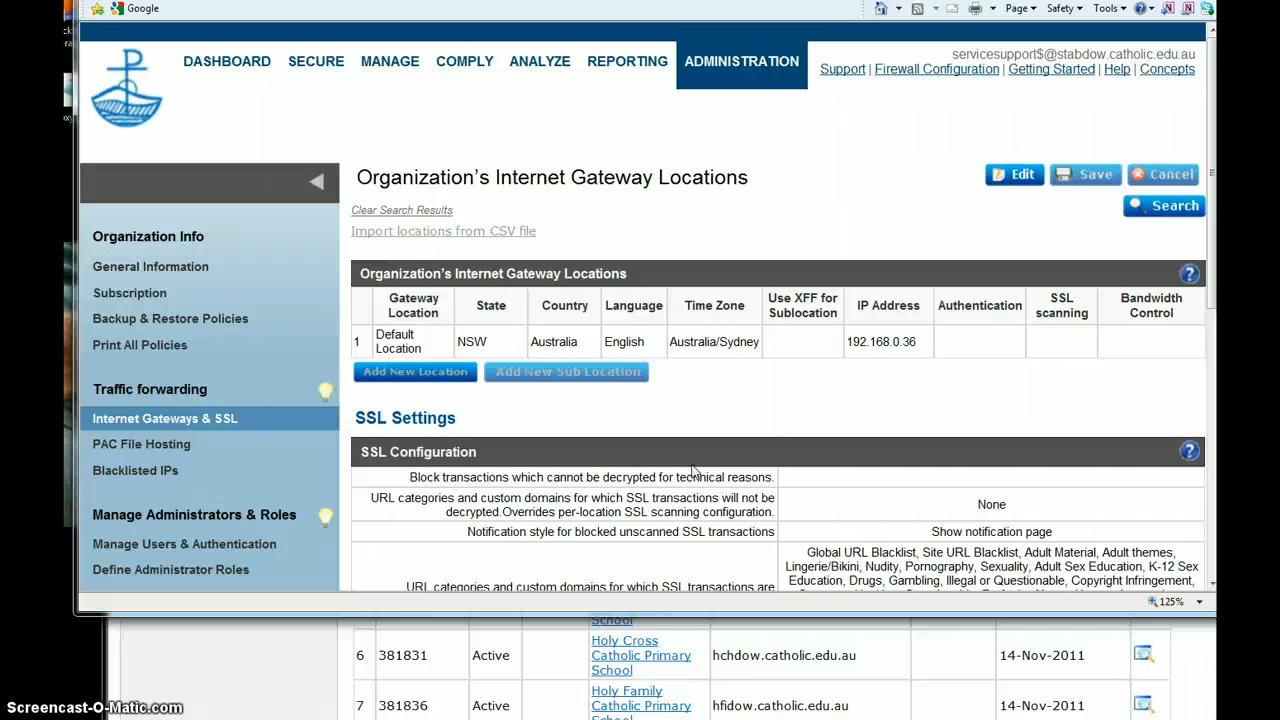 Google
Page
Safety
Tools
DASHBOARD
SECURE
MANAGE
COMPLY
ANALYZE
REPORTING
ADMINISTRATION
servicesupport$@stabdow.catholic.edu.au
Support | Firewall Configuration | Getting Started | Help | Concepts
Organization's Internet Gateway Locations
Edit
Save
Cancel
Search
Clear Search Results
Import locations from CSV file
Organization Info
General Information
Subscription
Backup & Restore Policies
Print All Policies
Traffic forwarding
Internet Gateways & SSL
PAC File Hosting
Blacklisted IPs
Manage Administrators & Roles
Manage Users & Authentication
Define Administrator Roles
Organization's Internet Gateway Locations
Gateway Location
State
Country
Language
Time Zone
Use XFF for Sublocation
IP Address
Authentication
SSL scanning
Bandwidth Control
1
Default Location
NSW
Australia
English
Australia/Sydney
192.168.0.36
Add New Location
Add New Sub Location
SSL Settings
SSL Configuration
Block transactions which cannot be decrypted for technical reasons.
URL categories and custom domains for which SSL transactions will not be
decrypted.Overrides per-location SSL scanning configuration.
None
Notification style for blocked unscanned SSL transactions
Show notification page
Global URL Blacklist, Site URL Blacklist, Adult Material, Adult themes,
Lingerie/Bikini, Nudity, Pornography, Sexuality, Adult Sex Education, K-12 Sex
Education, Drugs, Gambling, Illegal or Questionable, Copyright Infringement,
URL categories and custom domains for which SSL transactions are
125%
School
6
381831
Active
Holy Cross
Catholic Primary
School
hchdow.catholic.edu.au
14-Nov-2011
7
381836
Active
Holy Family
Catholic Primary
hfidow.catholic.edu.au
14-Nov-2011
Screencast-O-Matic.com